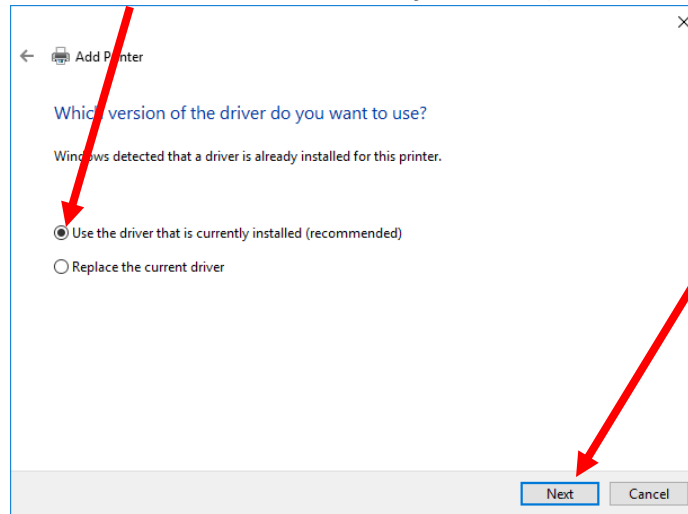 Add Printer
Which version of the driver do you want to use?
Windows detected that a driver is already installed for this printer.
Use the driver that is currently installed (recommended)
Replace the current driver
Next Cancel